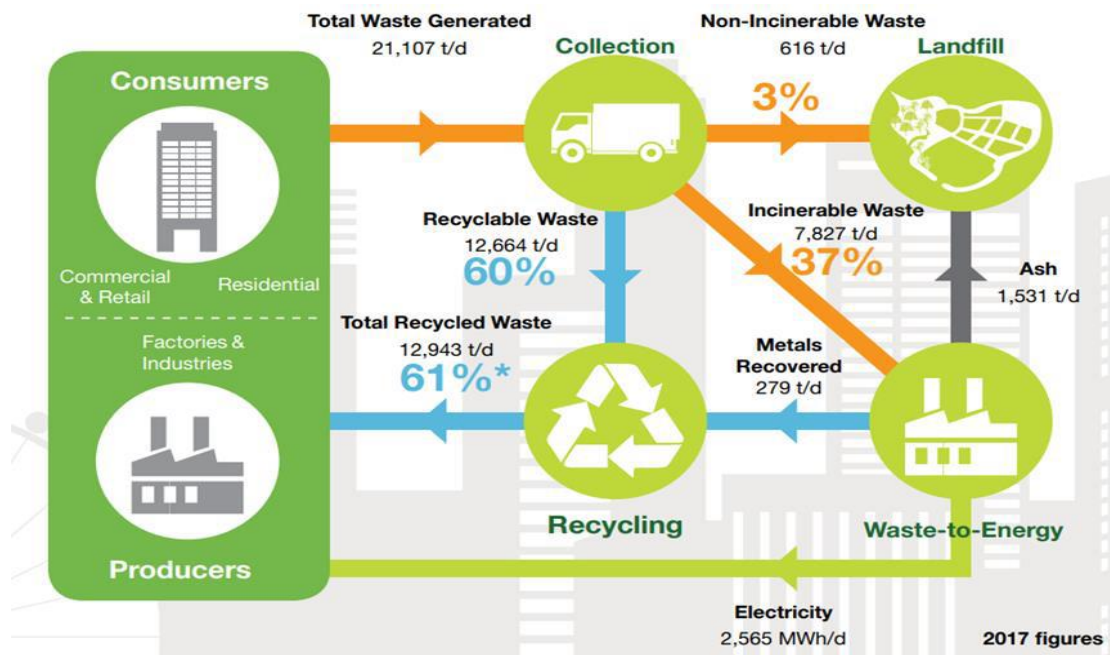 Total Waste Generated
21,107 t/d
Non-Incinerable Waste
616 t/d
Collection
Landfill
Consumers
3%
Recyclable Waste
12,664 t/d
60%
Incinerable Waste
7,827 t/d
37%
Commercial
& Retail
Residential
Ash
1,531 t/d
Factories &
Industries
Total Recycled Waste
12,943 t/d
61%*
Metals
Recovered
279 t/d
Recycling
Waste-to-Energy
Producers
Electricity
2,565 MWh/d
2017 figures